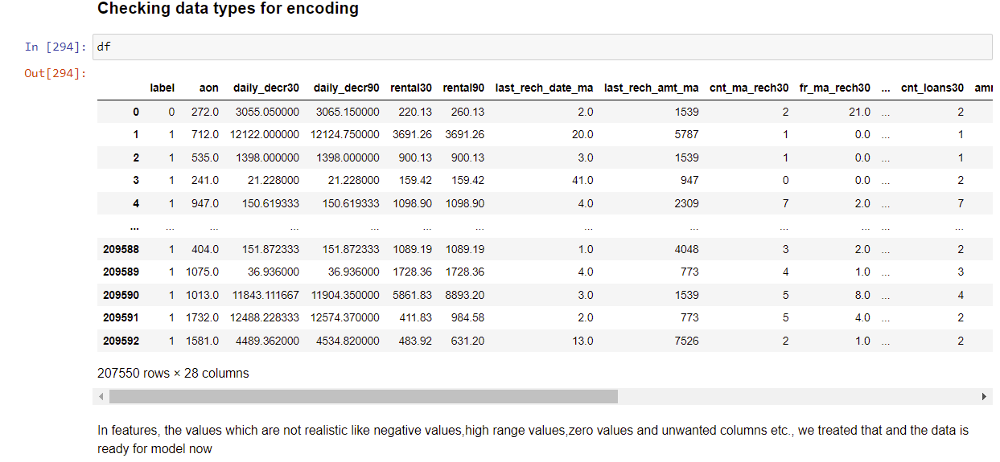 Checking data types for encoding
In [294]: df
Out[294]:
label aon daily_decr30 daily_decr90 rental30 rental90 last_rech_date_ma last_rech_amt_ma cnt_ma_rech30 fr_ma_rech30 ... cnt_loans30 amr
0 0 272.0 3055.050000 3065.150000 220.13 260.13 2.0 1539 2 21.0 ... 2
1 1 712.0 12122.000000 12124.750000 3691.26 3691.26 20.0 5787 1 0.0 ... 1
2 1 535.0 1398.000000 1398.000000 900.13 900.13 3.0 1539 1 0.0 ... 1
3 1 241.0 21.228000 21.228000 159.42 159.42 41.0 947 0 0.0 ... 2
4 1 947.0 150.619333 150.619333 1098.90 1098.90 4.0 2309 7 2.0 ... 7
... ... ... ... ... ... ... ... ... ... ... ... ...
209588 1 404.0 151.872333 151.872333 1089.19 1089.19 1.0 4048 3 2.0 ... 2
209589 1 1075.0 36.936000 36.936000 1728.36 1728.36 4.0 773 4 1.0 ... 3
209590 1 1013.0 11843.111667 11904.350000 5861.83 8893.20 3.0 1539 5 8.0 ... 4
209591 1 1732.0 12488.228333 12574.370000 411.83 984.58 2.0 773 5 4.0 ... 2
209592 1 1581.0 4489.362000 4534.820000 483.92 631.20 13.0 7526 2 1.0 ... 2
207550 rows × 28 columns
In features, the values which are not realistic like negative values,high range values,zero values and unwanted columns etc., we treated that and the data is
ready for model now